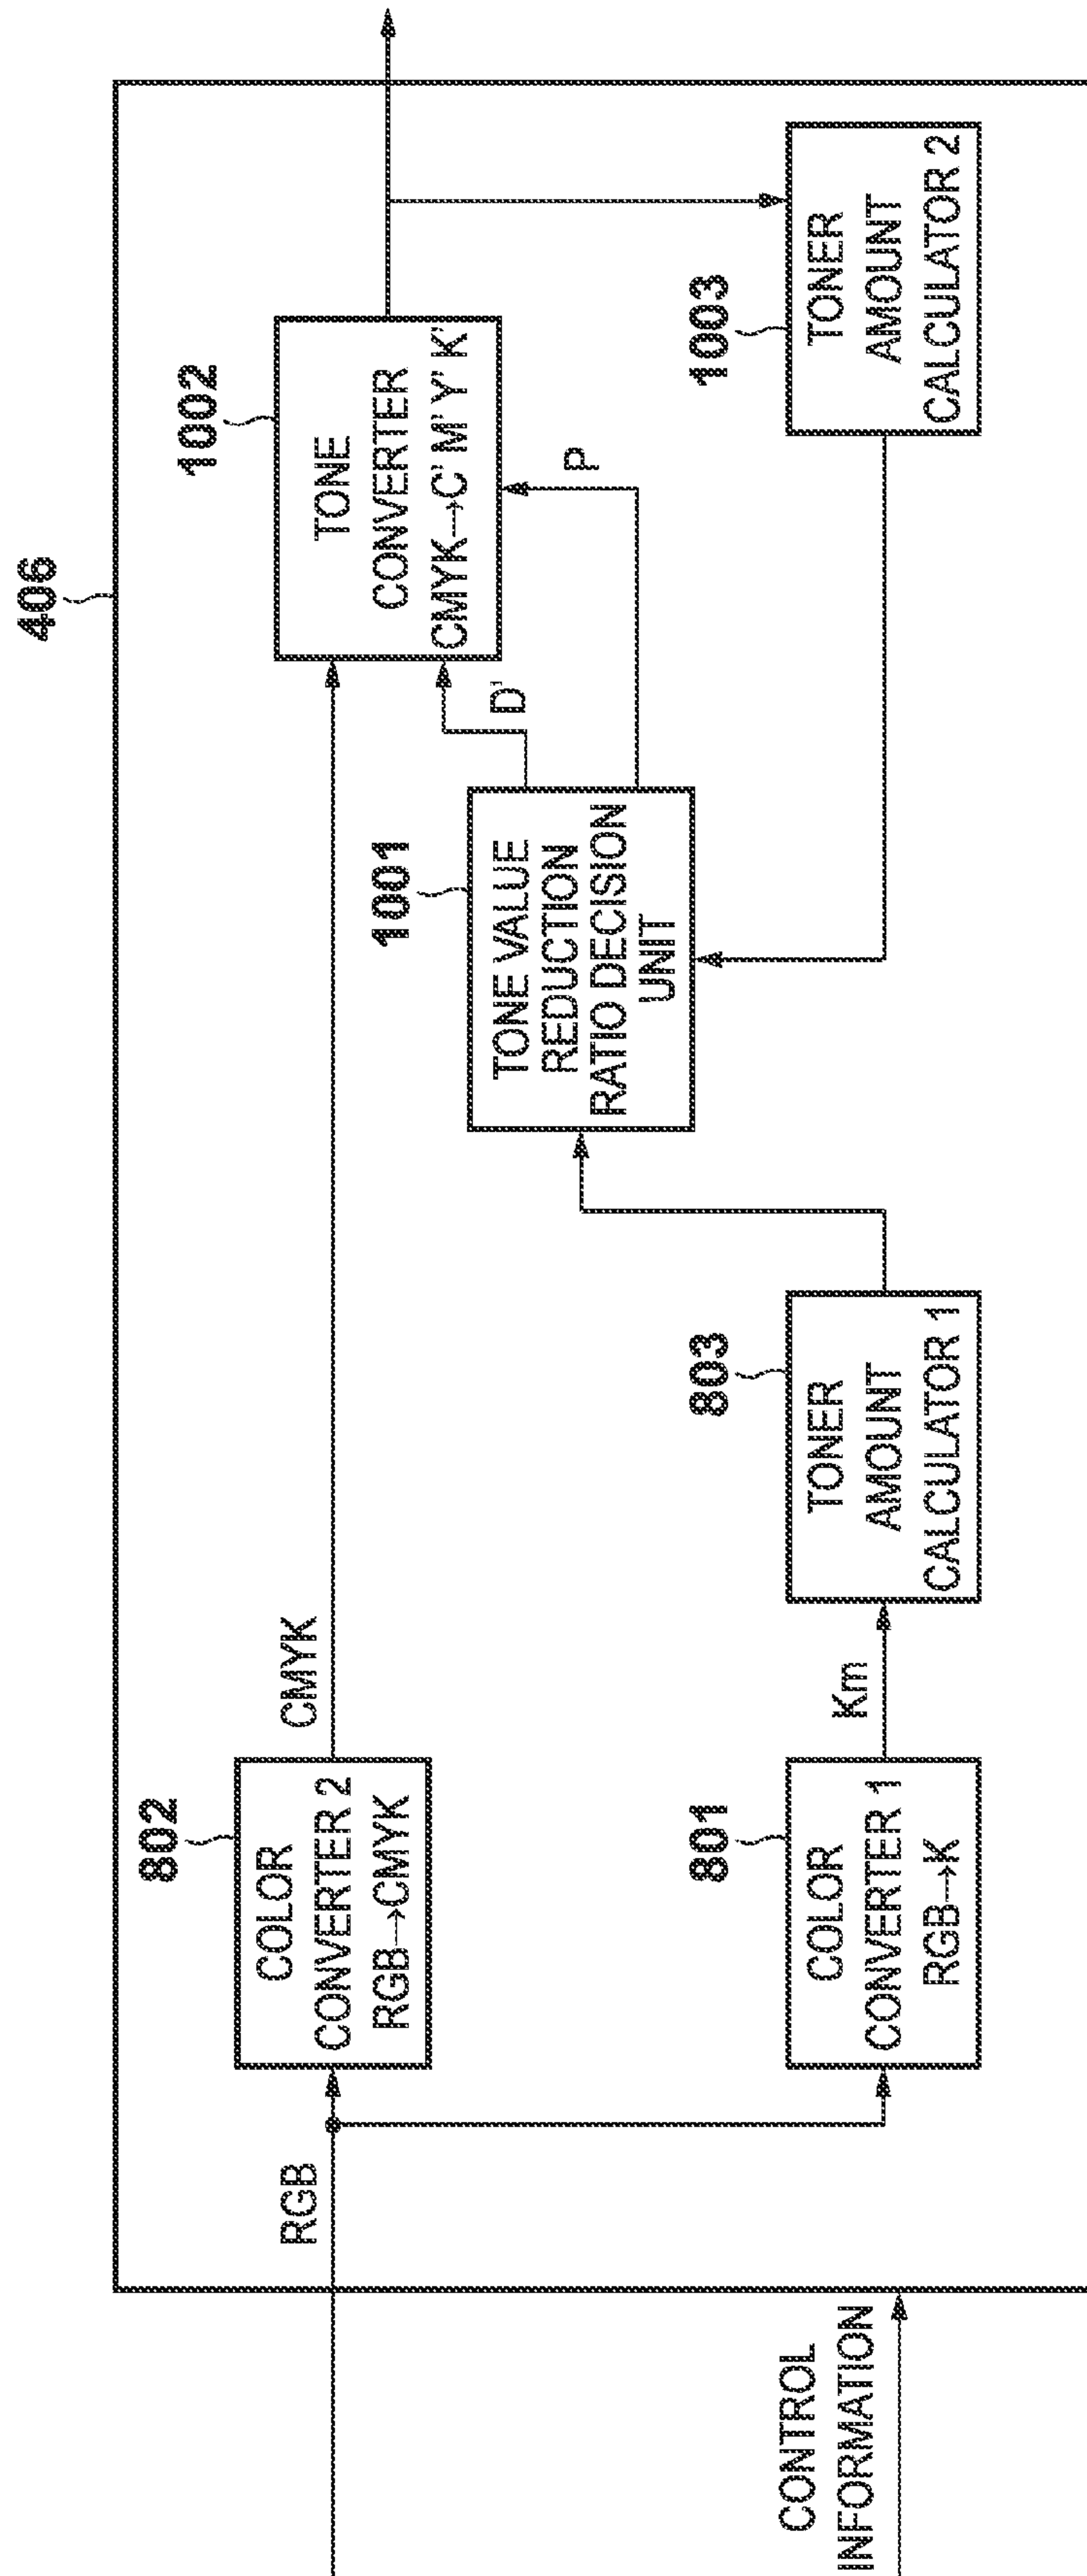 406
802
COLOR
CONVERTER 2
RGB→CMYK
RGB
CMYK
1002
TONE
CONVERTER
CMYK→C' M' Y' K'
D'
P
1001
TONE VALUE
REDUCTION
RATIO DECISION
UNIT
801
COLOR
CONVERTER 1
RGB→K
Km
803
TONER
AMOUNT
CALCULATOR 1
1003
TONER
AMOUNT
CALCULATOR 2
CONTROL
INFORMATION